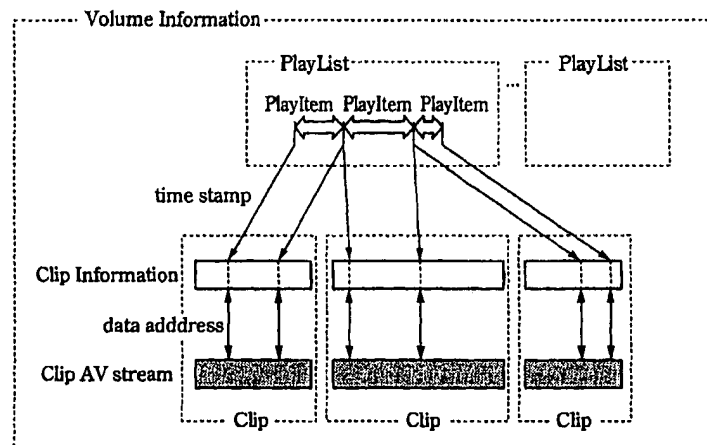 Volume Information
PlayList
... PlayList
PlayItem PlayItem PlayItem
time stamp
Clip Information
data adddress
Clip AV stream
Clip Clip Clip